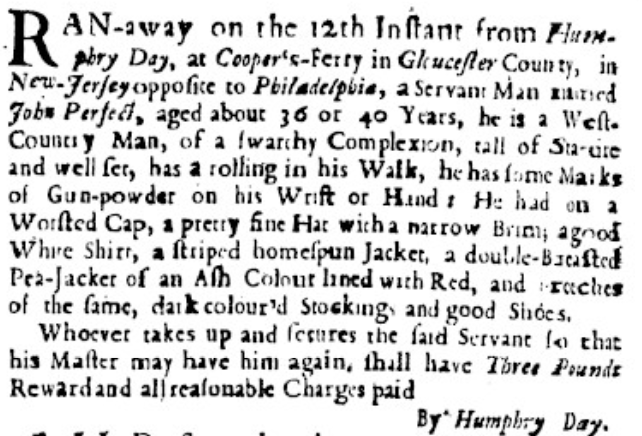 RAN-away on the 12th Inſtant from Hum-
phry Day, at Cooper's-Ferry in Gloucester County, in
New-Jerſey oppoſite to Philadelphia, a Servant Man named
John Perfect, aged about 36 or 40 Years, he is a Weſt-
Country Man, of a ſwarthy Complexion, tall of Stature
and well ſet, has a rolling in his Walk, he has ſome Marks
of Gun-powder on his Wriſt or Hand: He had on a
Worſted Cap, a pretty fine Hat with a narrow Brim; a good
White Shirt, a ſtriped homeſpun Jacket, a double-Breaſted
Pea-Jacket of an Aſh Colour lined with Red, and Breeches
of the ſame, dark colour'd Stockings and good Shoes.
Whoever takes up and ſecures the ſaid Servant ſo that
his Maſter may have him again, ſhall have Three Pounds
Reward and all reaſonable Charges paid
By Humphry Day.